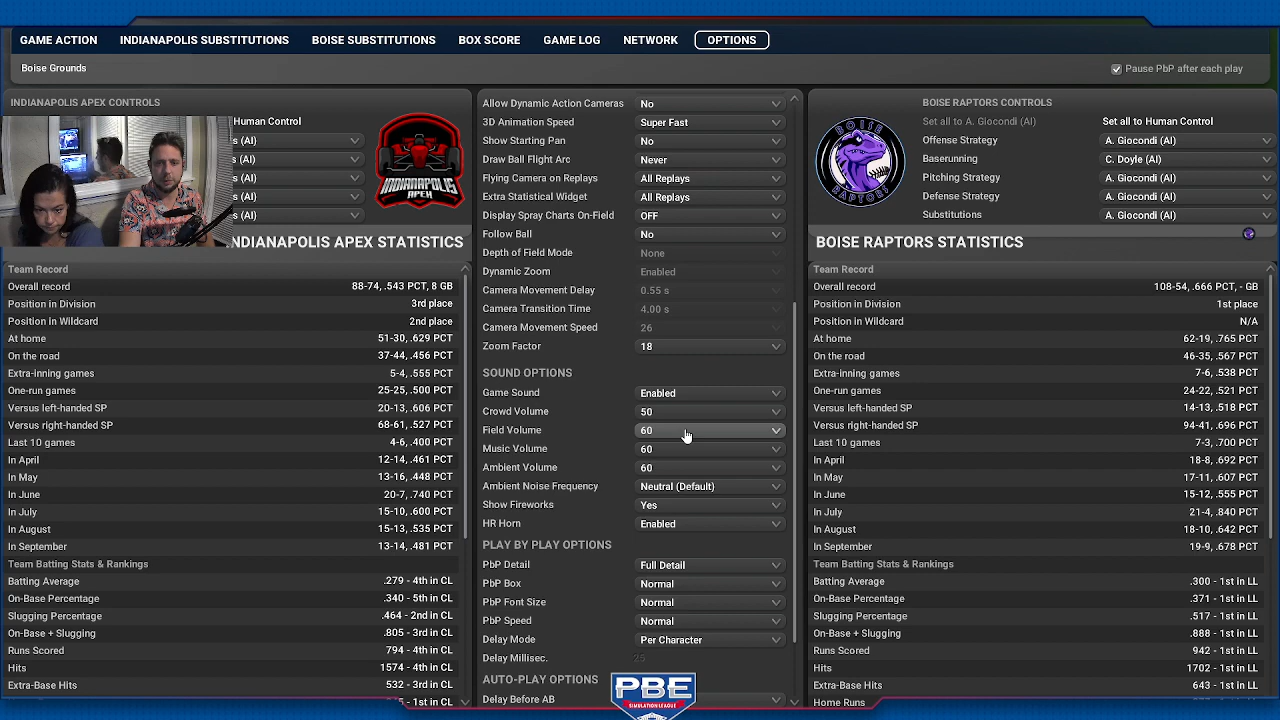 GAME ACTION INDIANAPOLIS SUBSTITUTIONS BOISE SUBSTITUTIONS BOX SCORE GAME LOG NETWORK OPTIONS
Boise Grounds
Pause PbP after each play
INDIANAPOLIS APEX CONTROLS
Human Control
s (AI)
s (AI)
s (AI)
s (AI)
s (AI)
INDIANAPOLIS
APEX
NDIANAPOLIS APEX STATISTICS
Team Record
Overall record 88-74, .543 PCT, 8 GB
Position in Division 3rd place
Position in Wildcard 2nd place
At home 51-30, .629 PCT
On the road 37-44, .456 PCT
Extra-inning games 5-4, .555 PCT
One-run games 25-25, .500 PCT
Versus left-handed SP 20-13, .606 PCT
Versus right-handed SP 68-61, .527 PCT
Last 10 games 4-6, .400 PCT
In April 12-14, .461 PCT
In May 13-16, .448 PCT
In June 20-7, .740 PCT
In July 15-10, .600 PCT
In August 15-13, .535 PCT
In September 13-14, .481 PCT
Team Batting Stats & Rankings
Batting Average .279 - 4th in CL
On-Base Percentage .340 - 5th in CL
Slugging Percentage .464 - 2nd in CL
On-Base + Slugging .805 - 3rd in CL
Runs Scored 794 - 4th in CL
Hits 1574 - 4th in CL
Extra-Base Hits 532 - 3rd in CL
- 1st in CL
Allow Dynamic Action Cameras No
3D Animation Speed Super Fast
Show Starting Pan No
Draw Ball Flight Arc Never
Flying Camera on Replays All Replays
Extra Statistical Widget All Replays
Display Spray Charts On-Field OFF
Follow Ball No
Depth of Field Mode None
Dynamic Zoom Enabled
Camera Movement Delay 0.55 s
Camera Transition Time 4.00 s
Camera Movement Speed 26
Zoom Factor 18
SOUND OPTIONS
Game Sound Enabled
Crowd Volume 50
Field Volume 60
Music Volume 60
Ambient Volume 60
Ambient Noise Frequency Neutral (Default)
Show Fireworks Yes
HR Horn Enabled
PLAY BY PLAY OPTIONS
PbP Detail Full Detail
PbP Box Normal
PbP Font Size Normal
PbP Speed Normal
Delay Mode Per Character
Delay Millisec. 25
AUTO-PLAY OPTIONS
Delay Before AB
PBE
SIMULATION LEAGUE
BOISE
RAPTORS
BOISE RAPTORS CONTROLS
Set all to A. Giocondi (AI) Set all to Human Control
Offense Strategy A. Giocondi (AI)
Baserunning C. Doyle (AI)
Pitching Strategy A. Giocondi (AI)
Defense Strategy A. Giocondi (AI)
Substitutions A. Giocondi (AI)
BOISE RAPTORS STATISTICS
Team Record
Overall record 108-54, .666 PCT, - GB
Position in Division 1st place
Position in Wildcard N/A
At home 62-19, .765 PCT
On the road 46-35, .567 PCT
Extra-inning games 7-6, .538 PCT
One-run games 24-22, .521 PCT
Versus left-handed SP 14-13, .518 PCT
Versus right-handed SP 94-41, .696 PCT
Last 10 games 7-3, .700 PCT
In April 18-8, .692 PCT
In May 17-11, .607 PCT
In June 15-12, .555 PCT
In July 21-4, .840 PCT
In August 18-10, .642 PCT
In September 19-9, .678 PCT
Team Batting Stats & Rankings
Batting Average .300 - 1st in LL
On-Base Percentage .371 - 1st in LL
Slugging Percentage .517 - 1st in LL
On-Base + Slugging .888 - 1st in LL
Runs Scored 942 - 1st in LL
Hits 1702 - 1st in LL
Extra-Base Hits 643 - 1st in LL
Home Runs